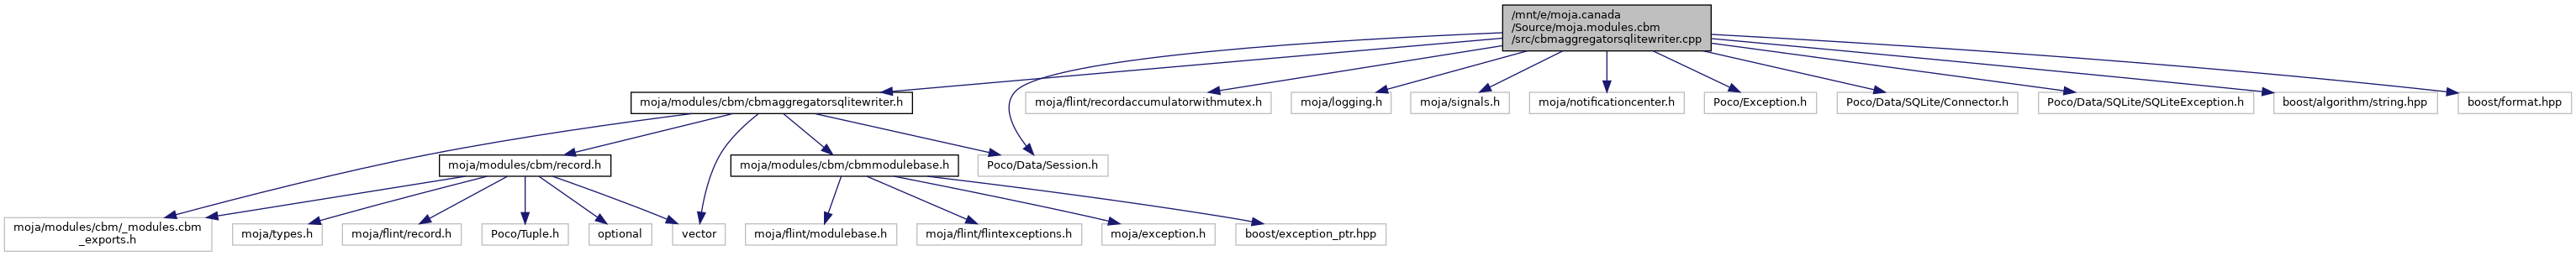 /mnt/e/moja.canada
/Source/moja.modules.cbm
/src/cbmaggregatorsqlitewriter.cpp
moja/modules/cbm/cbmaggregatorsqlitewriter.h
moja/flint/recordaccumulatorwithmutex.h
moja/logging.h
moja/signals.h
moja/notificationcenter.h
Poco/Exception.h
Poco/Data/SQLite/Connector.h
Poco/Data/SQLite/SQLiteException.h
boost/algorithm/string.hpp
boost/format.hpp
moja/modules/cbm/record.h
moja/modules/cbm/cbmmodulebase.h
Poco/Data/Session.h
moja/modules/cbm/_modules.cbm
_exports.h
moja/types.h
moja/flint/record.h
Poco/Tuple.h
optional
vector
moja/flint/modulebase.h
moja/flint/flintexceptions.h
moja/exception.h
boost/exception_ptr.hpp